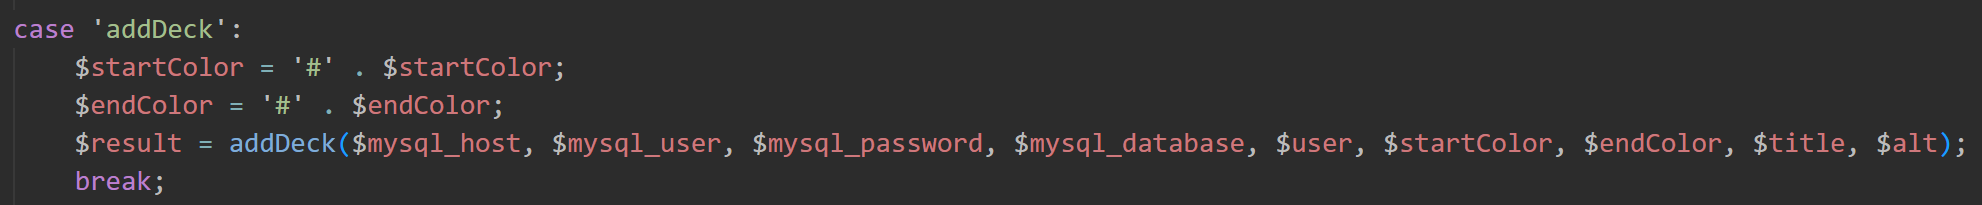 case 'addDeck':
    $startColor = '#' . $startColor;
    $endColor = '#' . $endColor;
    $result = addDeck($mysql_host, $mysql_user, $mysql_password, $mysql_database, $user, $startColor, $endColor, $title, $alt);
    break;